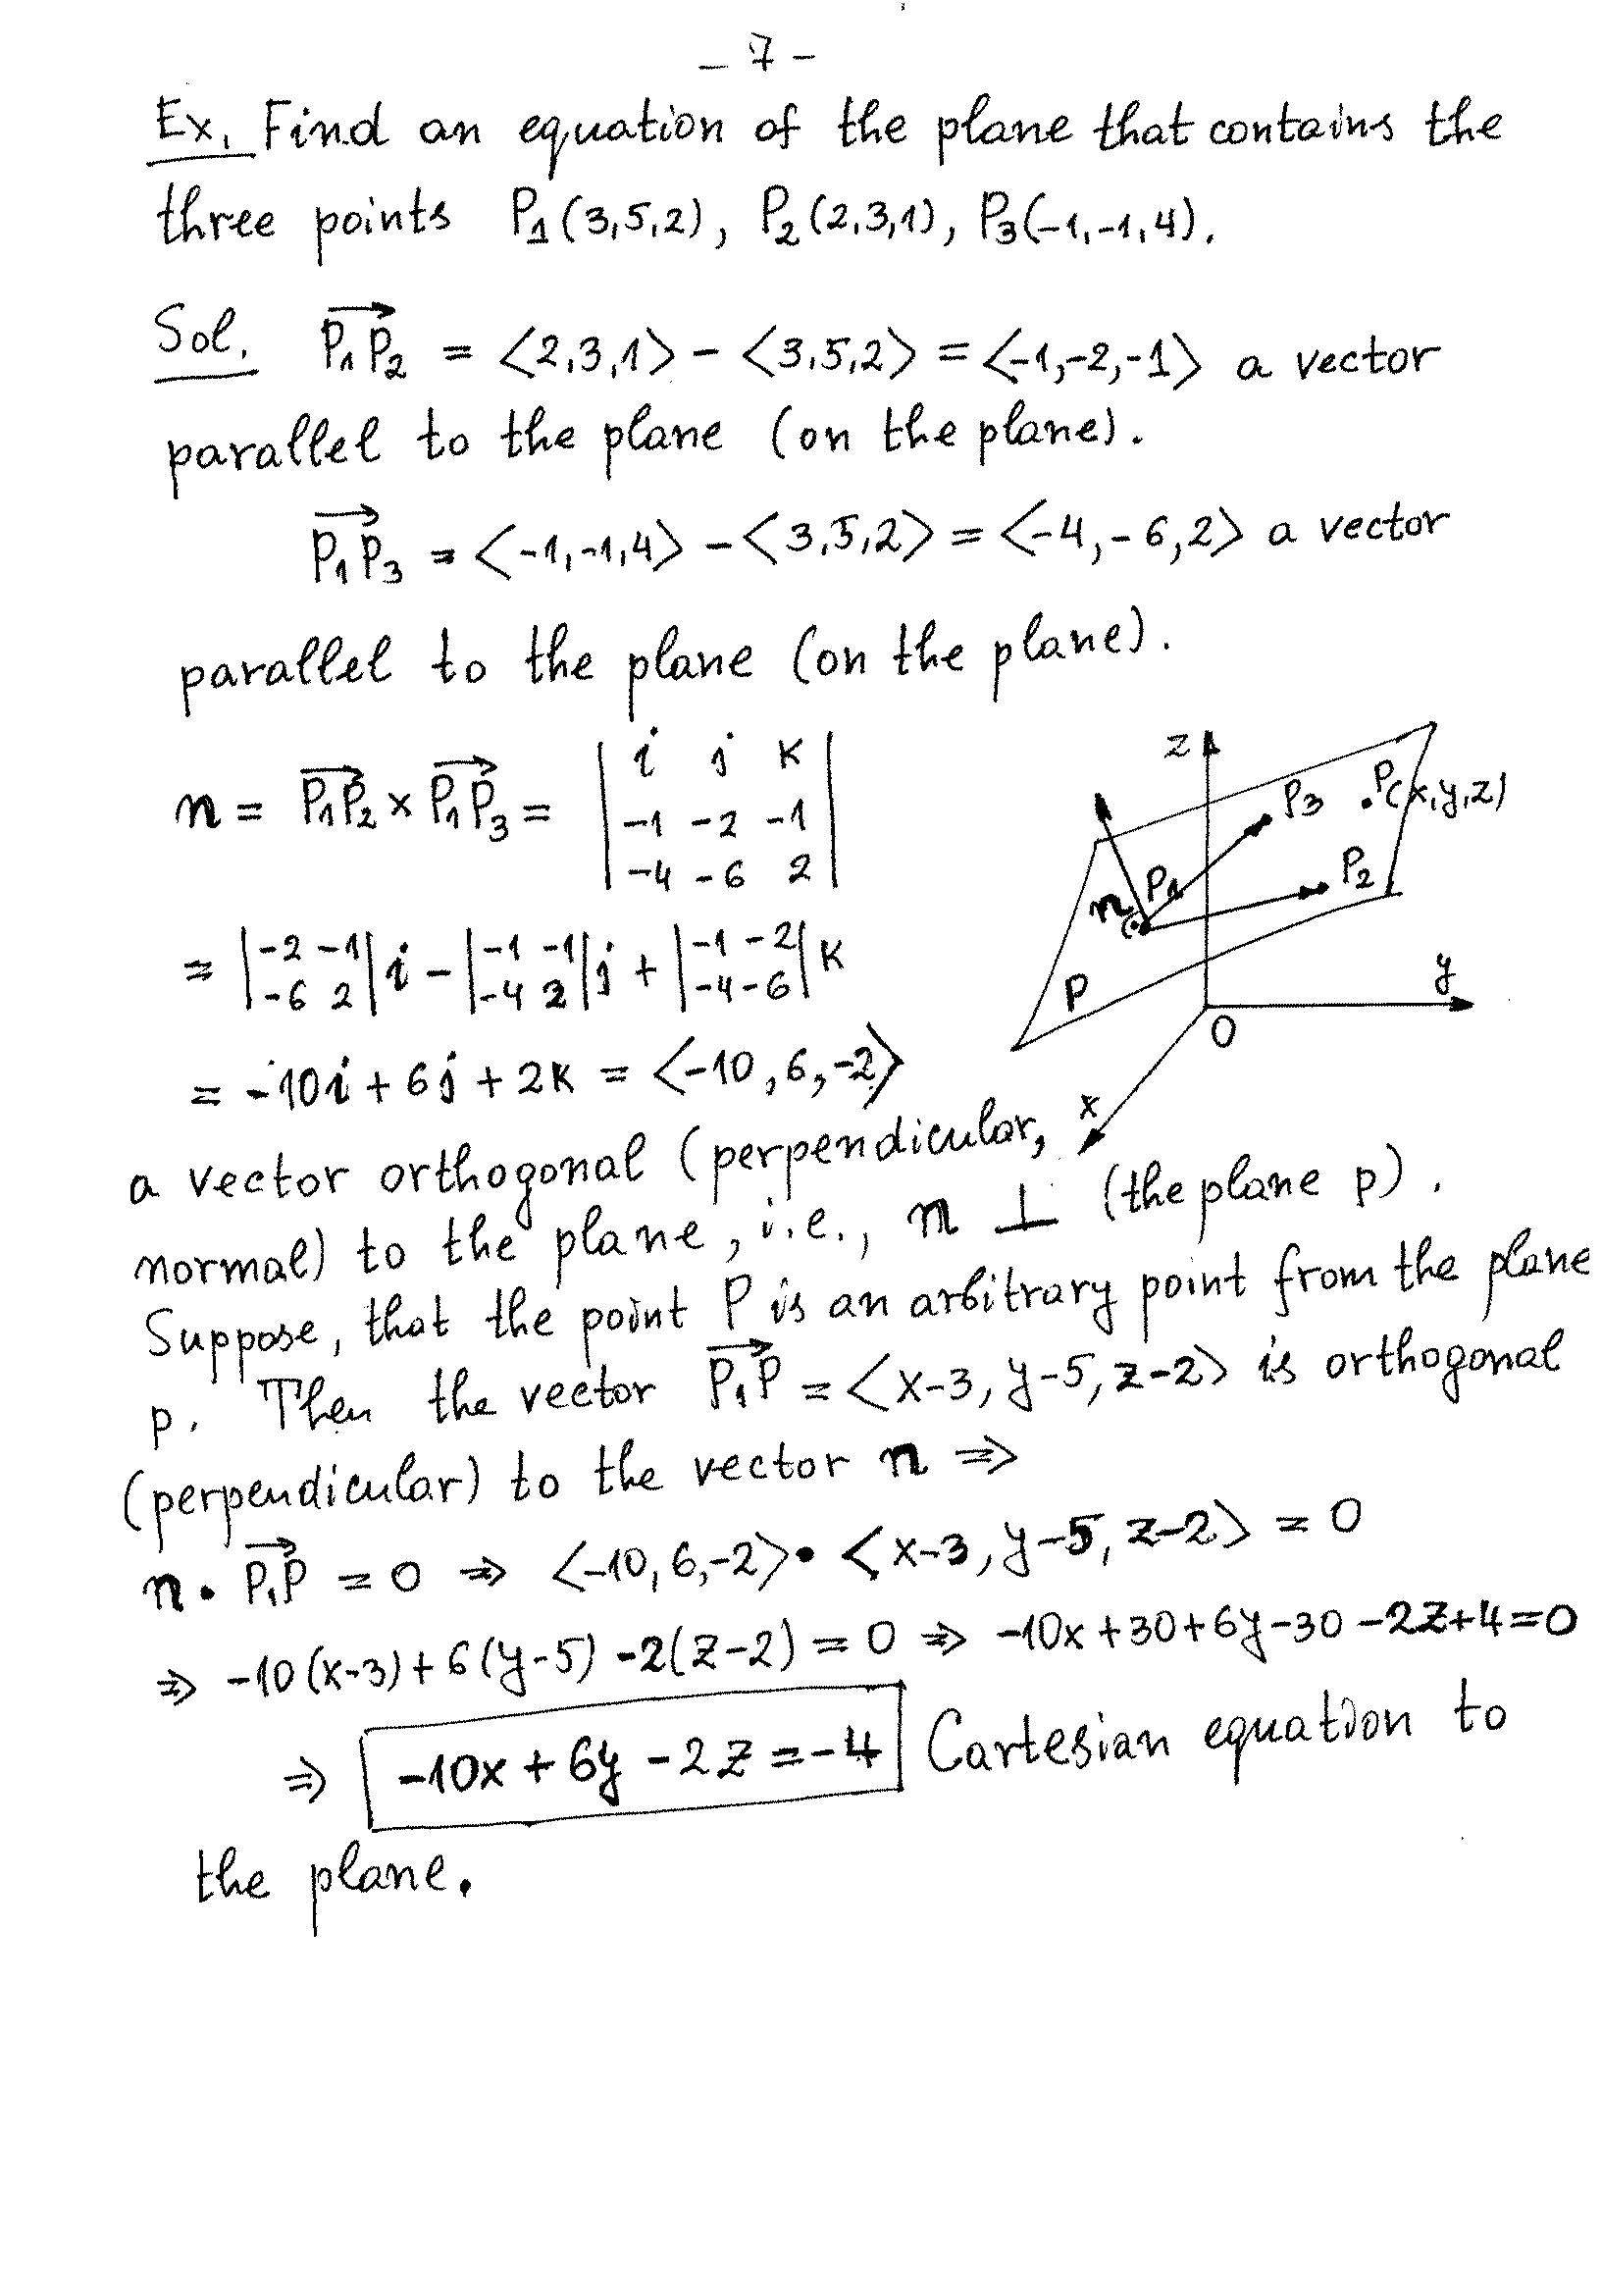 - 7 -
Ex. Find an equation of the plane that contains the
three points P₁(3,5,2), P₂(2,3,1), P₃(-1,-1,4).
Sol. P₁P₂ = <2,3,1> - <3,5,2> = <-1,-2,-1> a vector
parallel to the plane (on the plane).
P₁P₃ = <-1,-1,4> - <3,5,2> = <-4,-6,2> a vector
parallel to the plane (on the plane).
n = P₁P₂ × P₁P₃ = | i j k |
| -1 -2 -1 |
| -4 -6 2 |
= | -2 -1 | i - | -1 -1 | j + | -1 -2 | k
| -6 2 | | -4 2 | | -4 -6 |
= -10i + 6j + 2k = <-10, 6, -2>
z
P₃
P(x,y,z)
P₂
P₁
n
p
y
O
x
a vector orthogonal (perpendicular,
normal) to the plane, i.e., n ⊥ (the plane p).
Suppose, that the point P is an arbitrary point from the plane
p. Then the vector P₁P = <x-3, y-5, z-2> is orthogonal
(perpendicular) to the vector n ⇒
n • P₁P = 0 ⇒ <-10, 6, -2> • <x-3, y-5, z-2> = 0
⇒ -10(x-3) + 6(y-5) -2(z-2) = 0 ⇒ -10x+30+6y-30-2z+4=0
⇒ -10x + 6y - 2z = -4 Cartesian equation to
the plane.